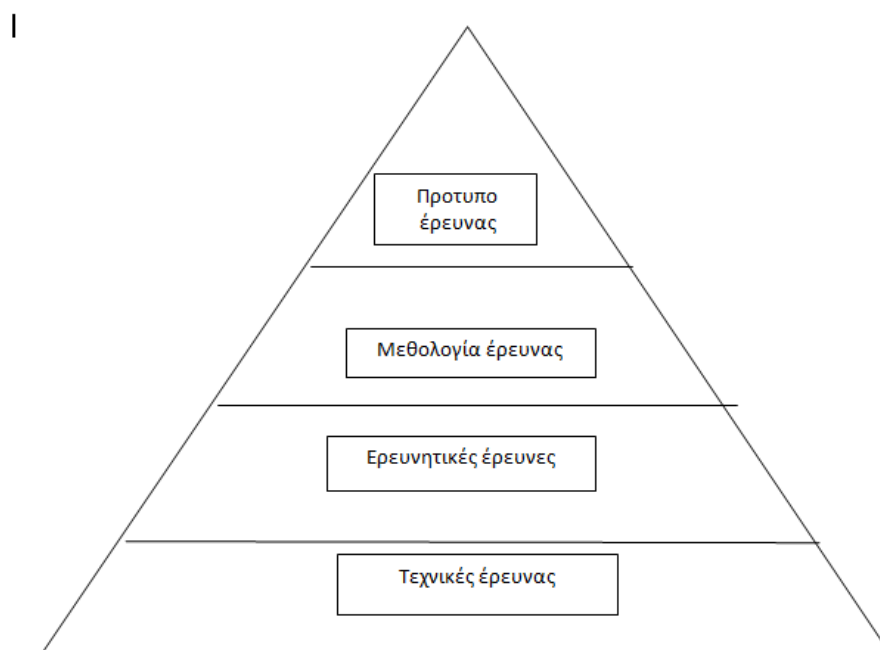 Προτυπο
έρευνας
Μεθολογία έρευνας
Ερευνητικές έρευνες
Τεχνικές έρευνας